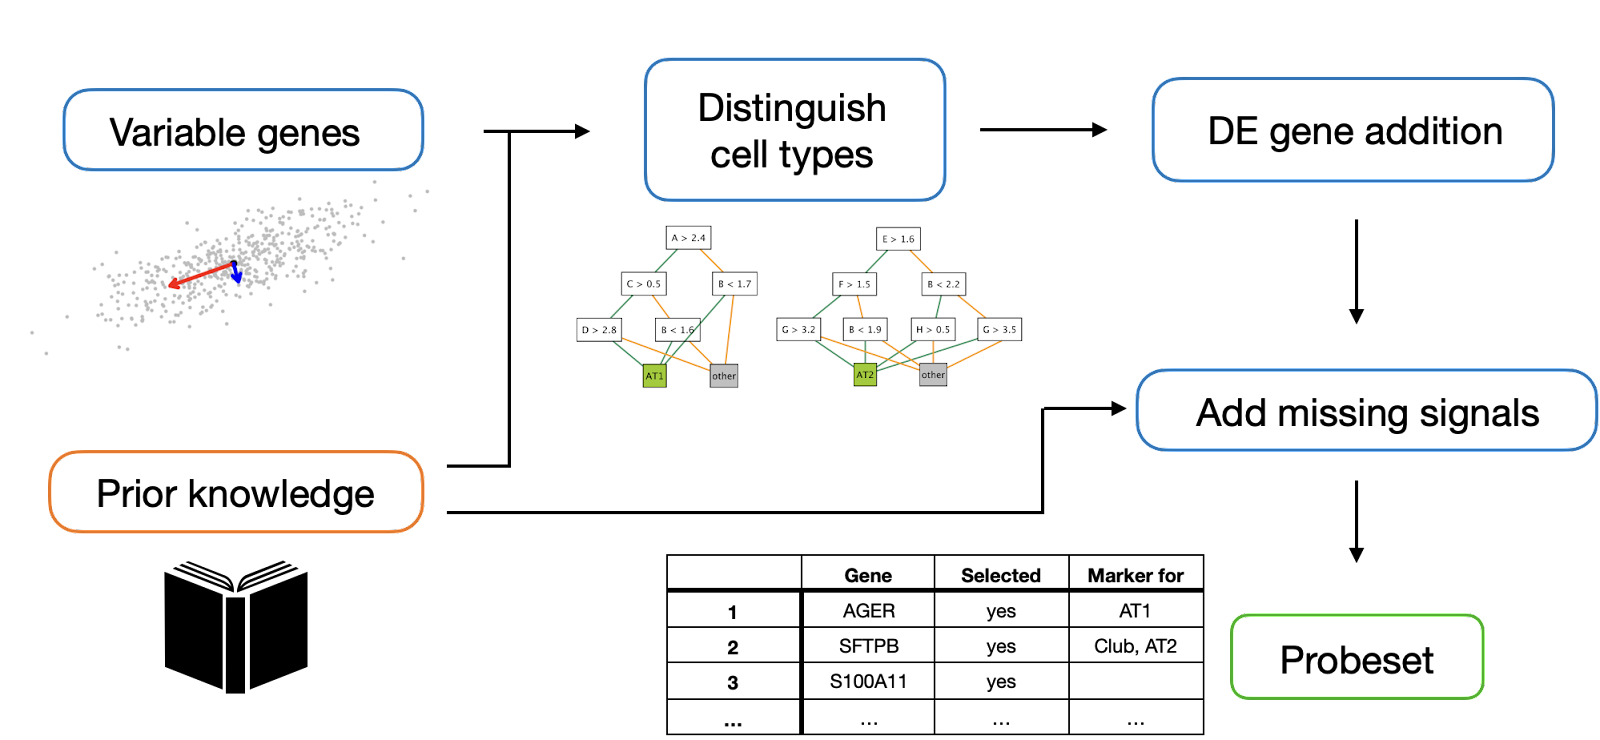 Variable genes
Distinguish
cell types
DE gene addition
A > 2.4
C > 0.5
B < 1.7
D > 2.8
B < 1.6
AT1
other
E > 1.6
F > 1.5
B < 2.2
G > 3.2
B < 1.9
H > 0.5
G > 3.5
AT2
other
Add missing signals
Prior knowledge
Gene Selected Marker for
1 AGER yes AT1
2 SFTPB yes Club, AT2
3 S100A11 yes
... ... ... ...
Probeset